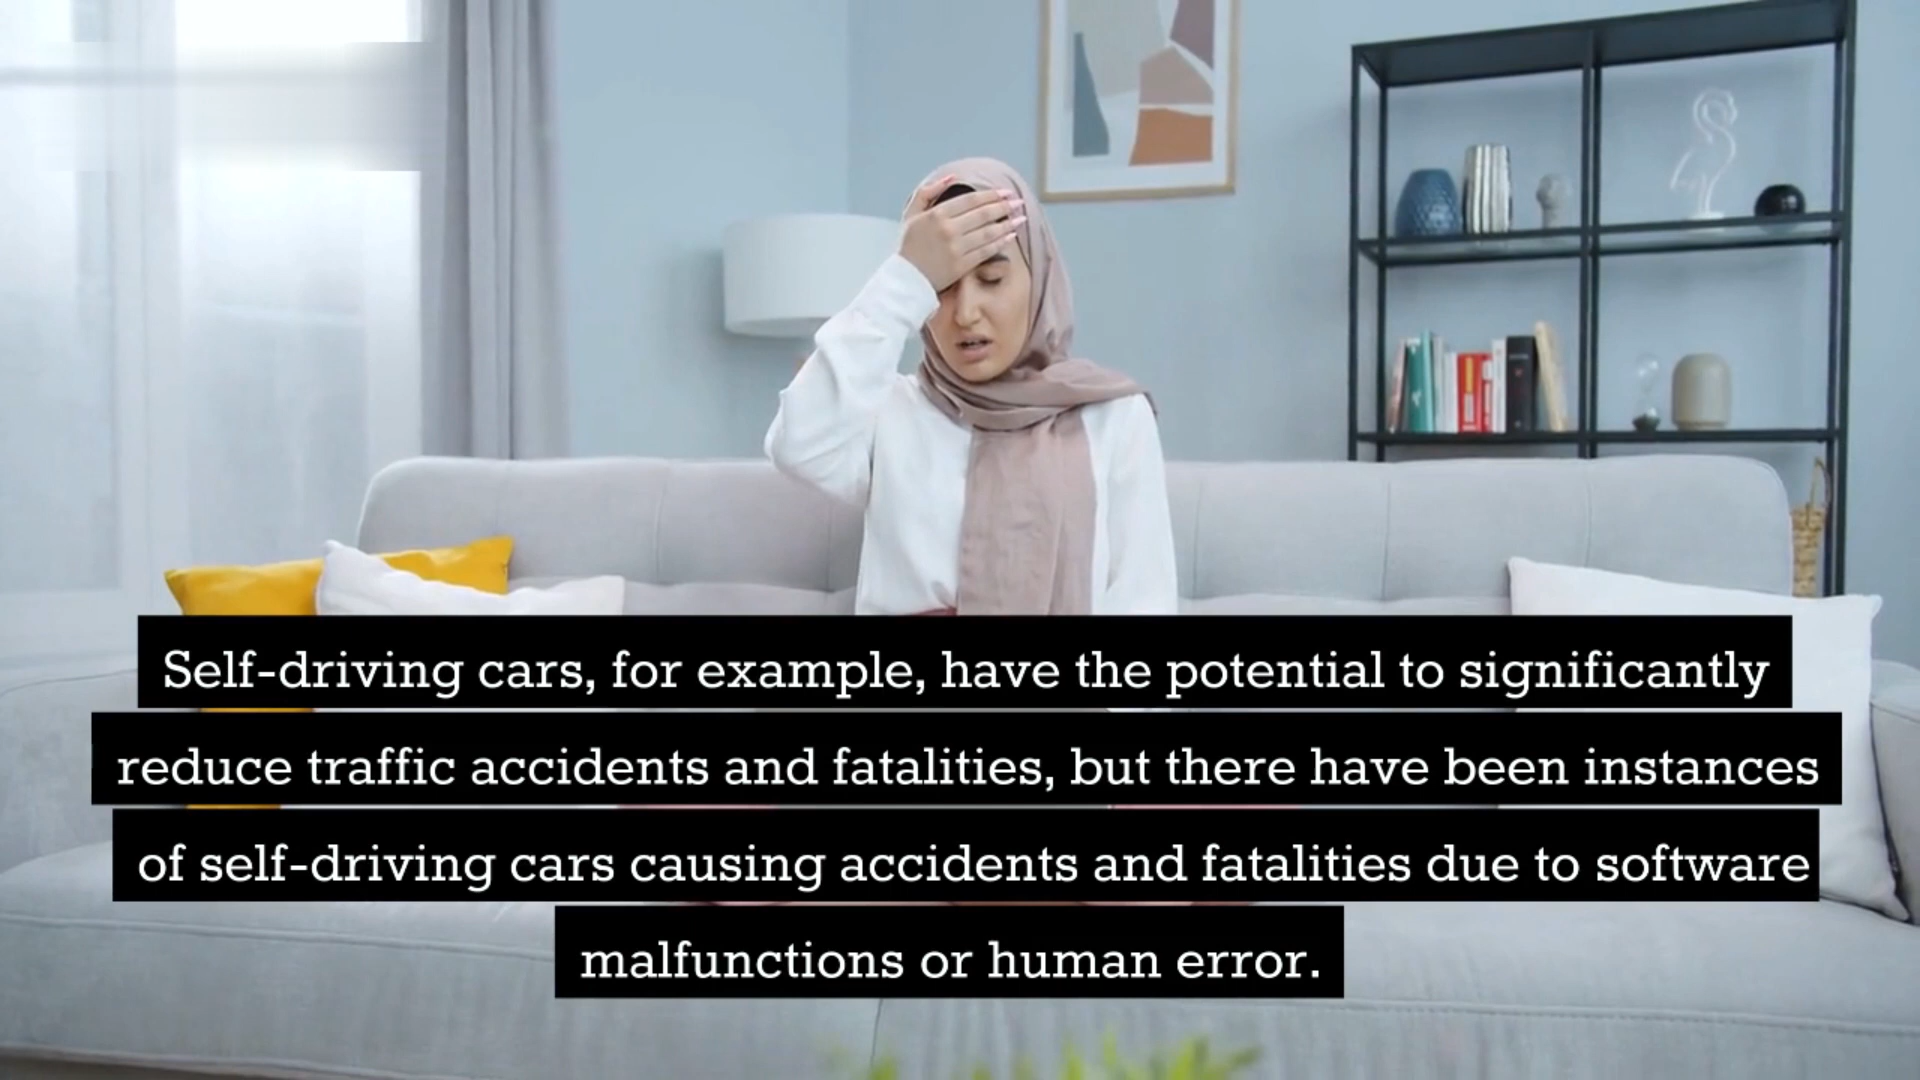 Self-driving cars, for example, have the potential to significantly
reduce traffic accidents and fatalities, but there have been instances
of self-driving cars causing accidents and fatalities due to software
malfunctions or human error.